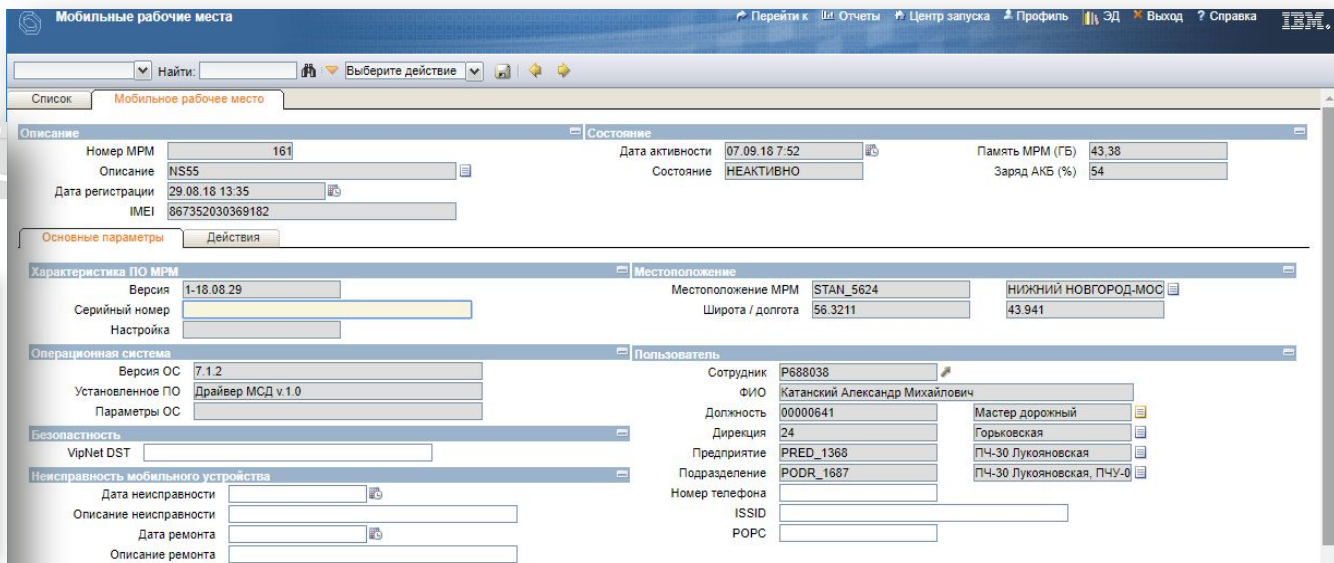 Мобильные рабочие места
Перейти к Отчеты Центр запуска Профиль ЭД Выход ? Справка IBM.
Найти: Выберите действие
Список Мобильное рабочее место
Описание
Номер МРМ 161
Описание NS55
Дата регистрации 29.08.18 13:35
IMEI 867352030369182
Состояние
Дата активности 07.09.18 7:52 Память МРМ (ГБ) 43,38
Состояние НЕАКТИВНО Заряд АКБ (%) 54
Основные параметры Действия
Характеристика ПО МРМ
Версия 1-18.08.29
Серийный номер
Настройка
Местоположение
Местоположение МРМ STAN_5624 НИЖНИЙ НОВГОРОД-МОС
Широта / долгота 56.3211 43.941
Операционная система
Версия ОС 7.1.2
Установленное ПО Драйвер МСД v.1.0
Параметры ОС
Безопастность
VipNet DST
Неисправность мобильного устройства
Дата неисправности
Описание неисправности
Дата ремонта
Описание ремонта
Пользователь
Сотрудник P688038
ФИО Катанский Александр Михайлович
Должность 00000641 Мастер дорожный
Дирекция 24 Горьковская
Предприятие PRED_1368 ПЧ-30 Лукояновская
Подразделение PODR_1687 ПЧ-30 Лукояновская, ПЧУ-0
Номер телефона
ISSID
РОРС